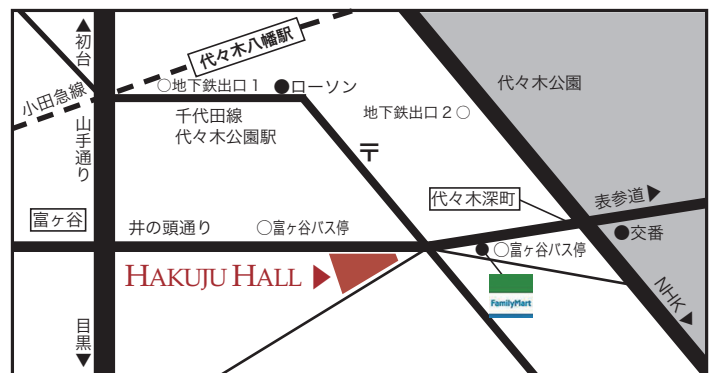 ▲初台
代々木八幡駅
小田急線
○地下鉄出口1
●ローソン
代々木公園
山手通り
千代田線
代々木公園駅
地下鉄出口2○
〒
代々木深町
表参道▶
富ヶ谷
井の頭通り
○富ヶ谷バス停
●交番
●○富ヶ谷バス停
HAKUJU HALL ▶
FamilyMart
NHK▼
目黒▼